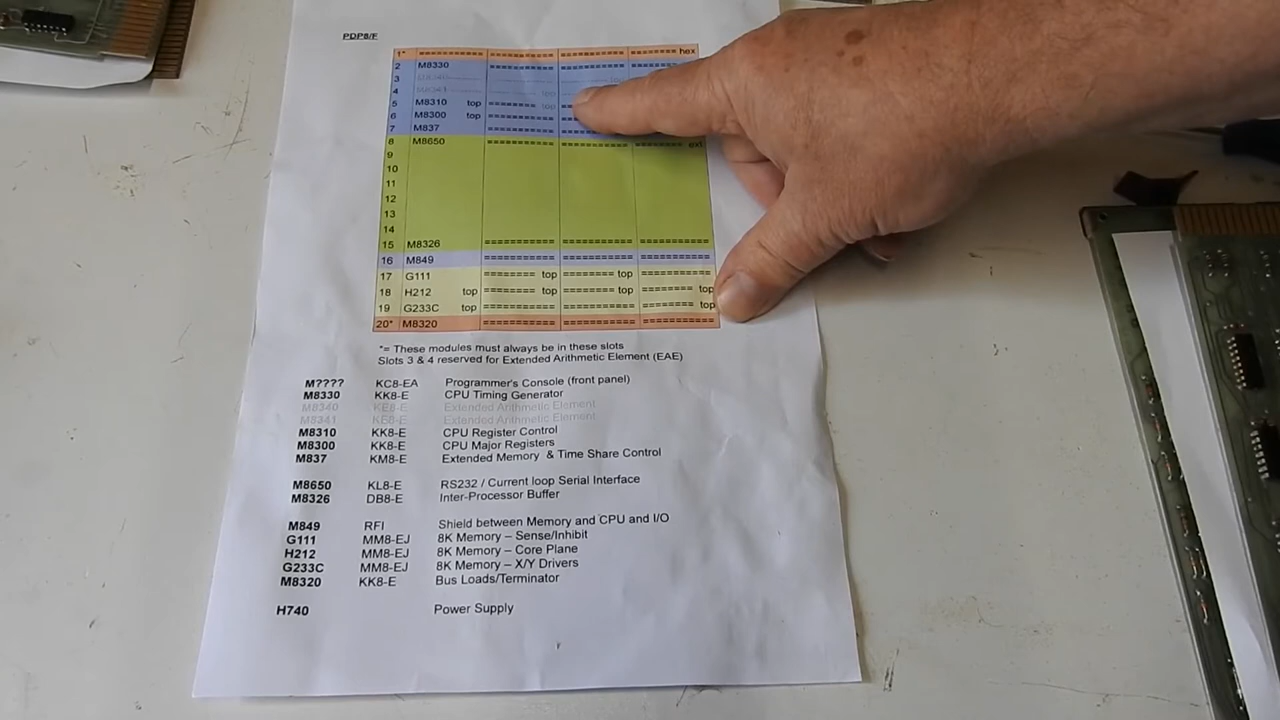 PDP8/F
1* ========== ========== ========== ======== hex
2 M8330 ========== ========== ========
3 M8340 top
4 M8341 top
5 M8310 top ======== top
6 M8300 top ==========
7 M837 ==========
8 M8650 ========== ========== ======== ext
9
10
11
12
13
14
15 M8326 ========== ========== ==========
16 M849 ========== ========== ==========
17 G111 ======== top ======== top ==========
18 H212 top ======== top ======== top ======== top
19 G233C top ========== ========== ======== top
20* M8320 ========== ========== ==========
*= These modules must always be in these slots
Slots 3 & 4 reserved for Extended Arithmetic Element (EAE)
M???? KC8-EA Programmer's Console (front panel)
M8330 KK8-E CPU Timing Generator
M8340 KE8-E Extended Arithmetic Element
M8341 KE8-E Extended Arithmetic Element
M8310 KK8-E CPU Register Control
M8300 KK8-E CPU Major Registers
M837 KM8-E Extended Memory & Time Share Control
M8650 KL8-E RS232 / Current loop Serial Interface
M8326 DB8-E Inter-Processor Buffer
M849 RFI Shield between Memory and CPU and I/O
G111 MM8-EJ 8K Memory – Sense/Inhibit
H212 MM8-EJ 8K Memory – Core Plane
G233C MM8-EJ 8K Memory – X/Y Drivers
M8320 KK8-E Bus Loads/Terminator
H740 Power Supply